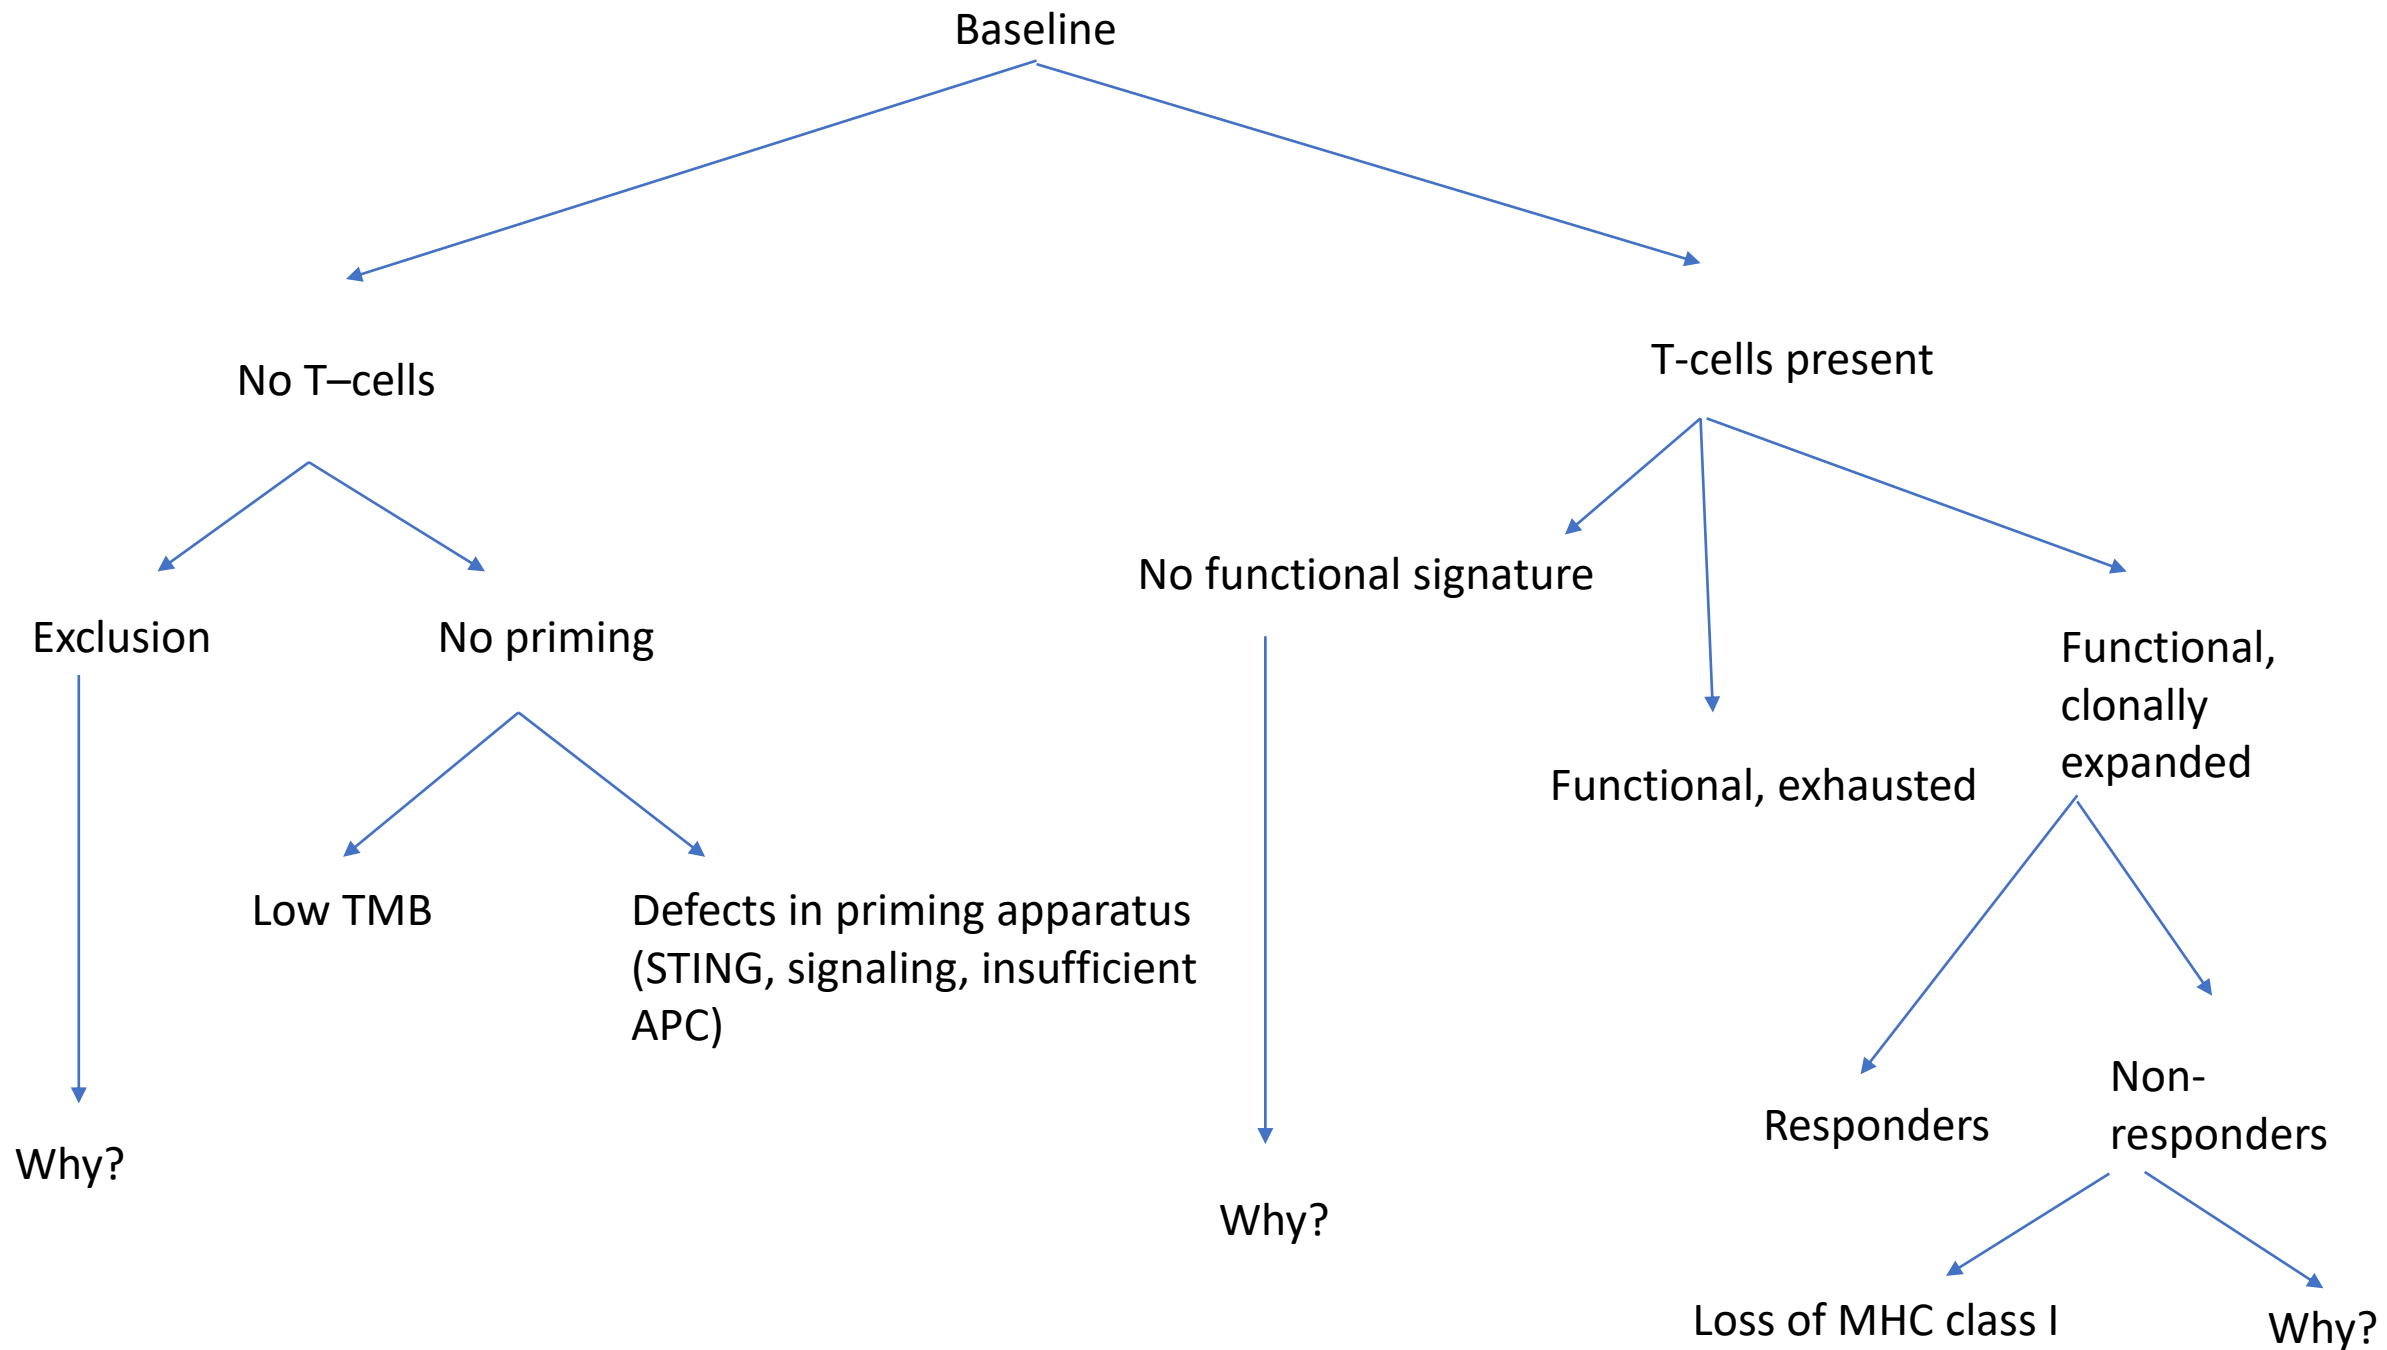 Baseline
No T–cells
T-cells present
Exclusion
No priming
No functional signature
Functional, exhausted
Functional,
clonally
expanded
Low TMB
Defects in priming apparatus
(STING, signaling, insufficient
APC)
Responders
Non-
responders
Why?
Why?
Loss of MHC class I
Why?